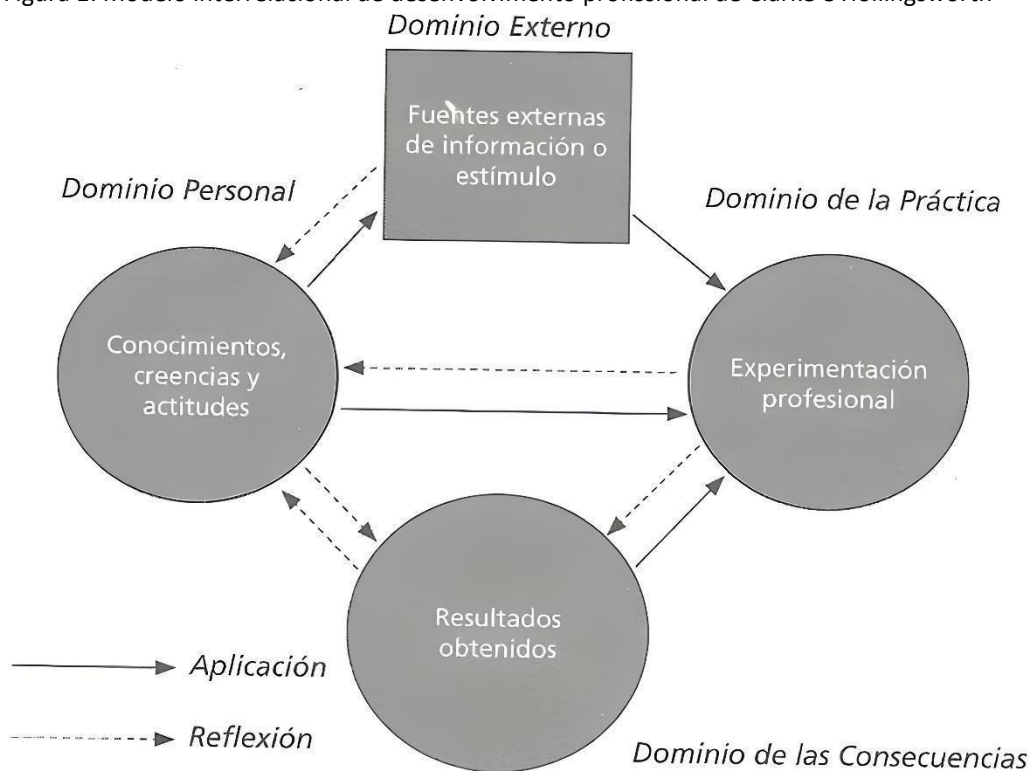 Figura 1: Modelo interrelacional de desenvolvimento profissional de Clarke e Hollingsworth
Dominio Externo
Fuentes externas
de información o
estímulo
Dominio Personal
Dominio de la Práctica
Conocimientos,
creencias y
actitudes
Experimentación
profesional
Resultados
obtenidos
Aplicación
Reflexión
Dominio de las Consecuencias